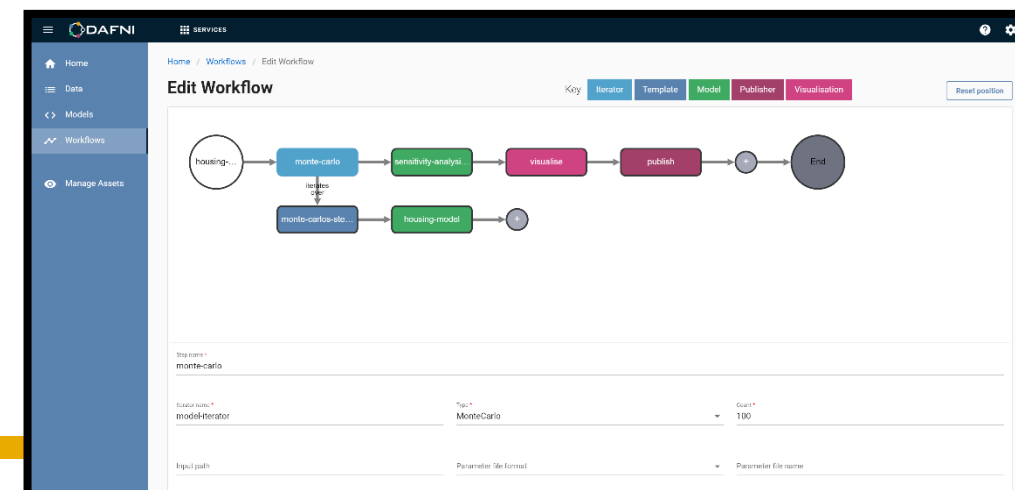 DAFNI
SERVICES
Home
Data
Models
Workflows
Manage Assets
Home / Workflows / Edit Workflow
Edit Workflow
Key Iterator Template Model Publisher Visualisation
Reset position
housing-...
monte-carlo
sensitivity-analysi...
visualise
publish
+
End
iterates
over
monte-carlos-ste...
housing-model
+
Step name *
monte-carlo
Iterator name * Type * Count *
model-iterator MonteCarlo 100
Input path Parameter file format Parameter file name